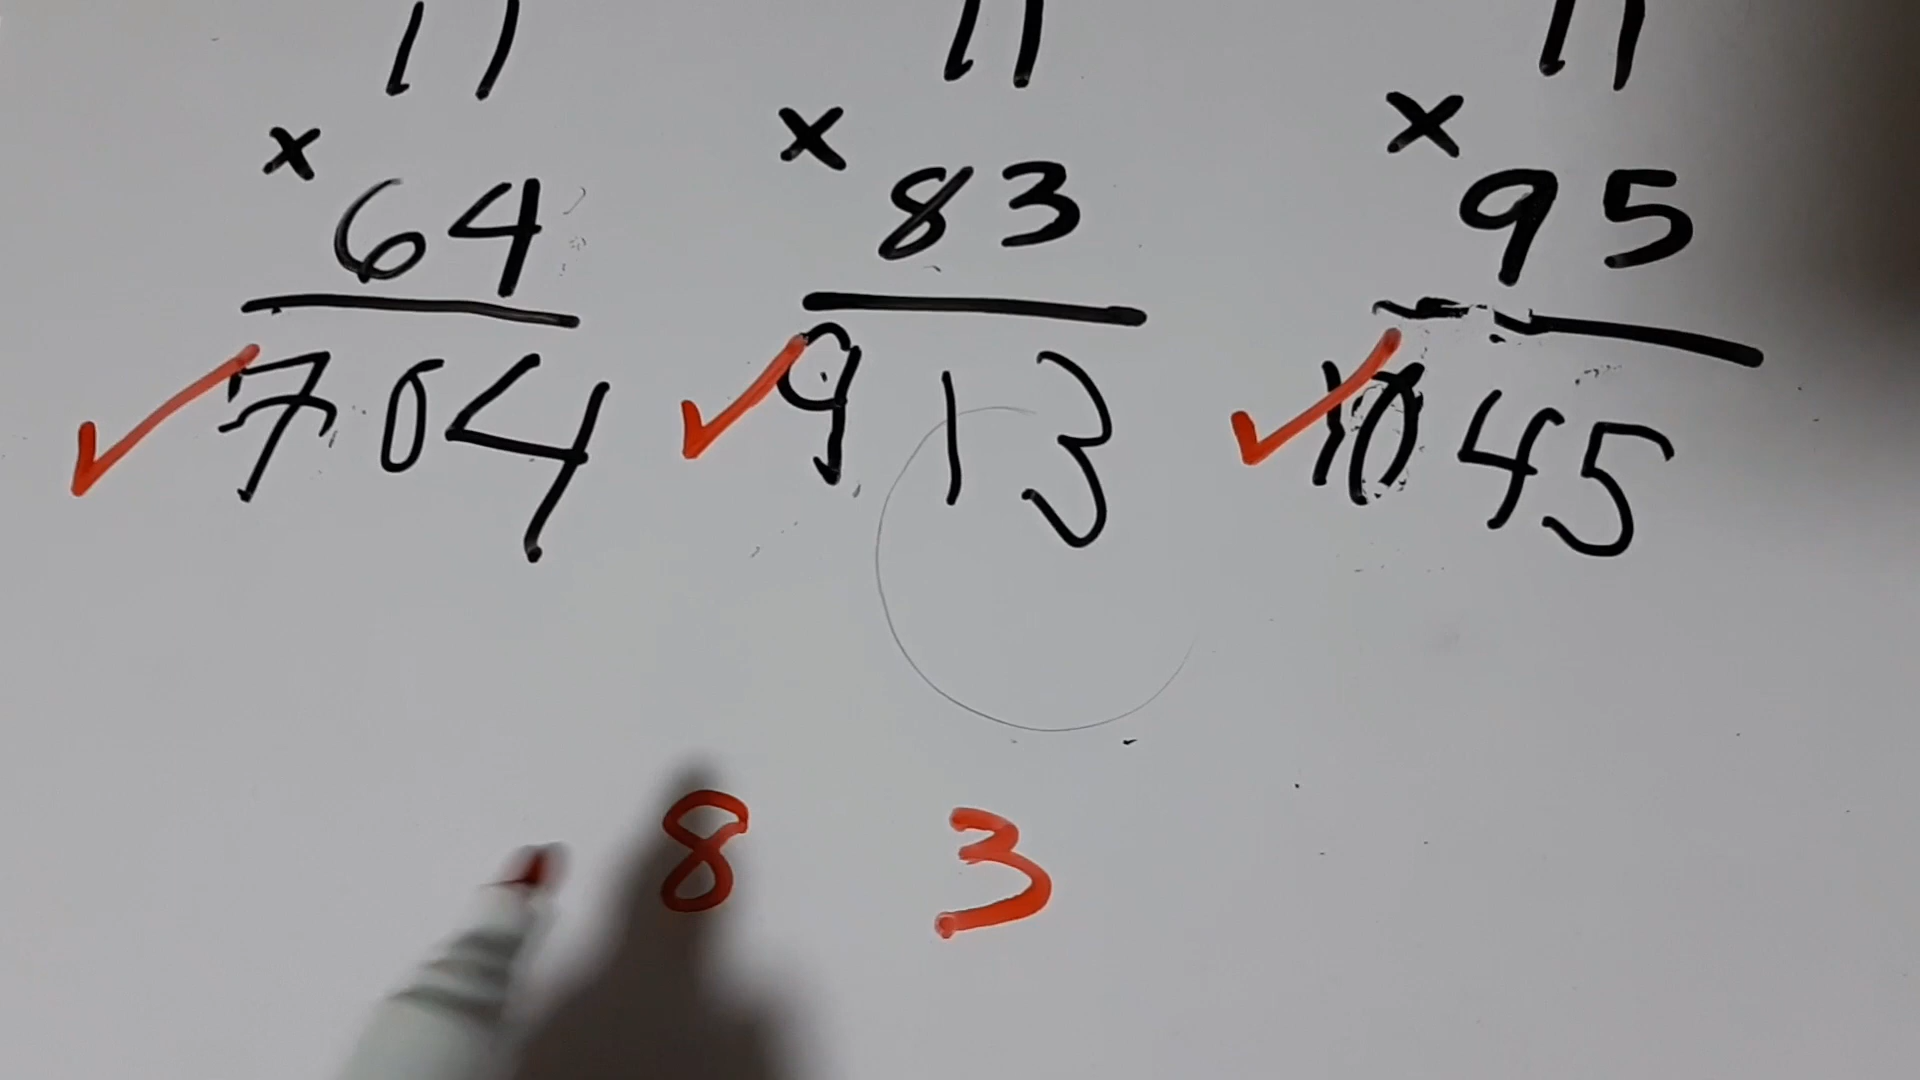 11 11 11
× 64 × 83 × 95
✓ 704 ✓ 913 ✓ 1045
8 3